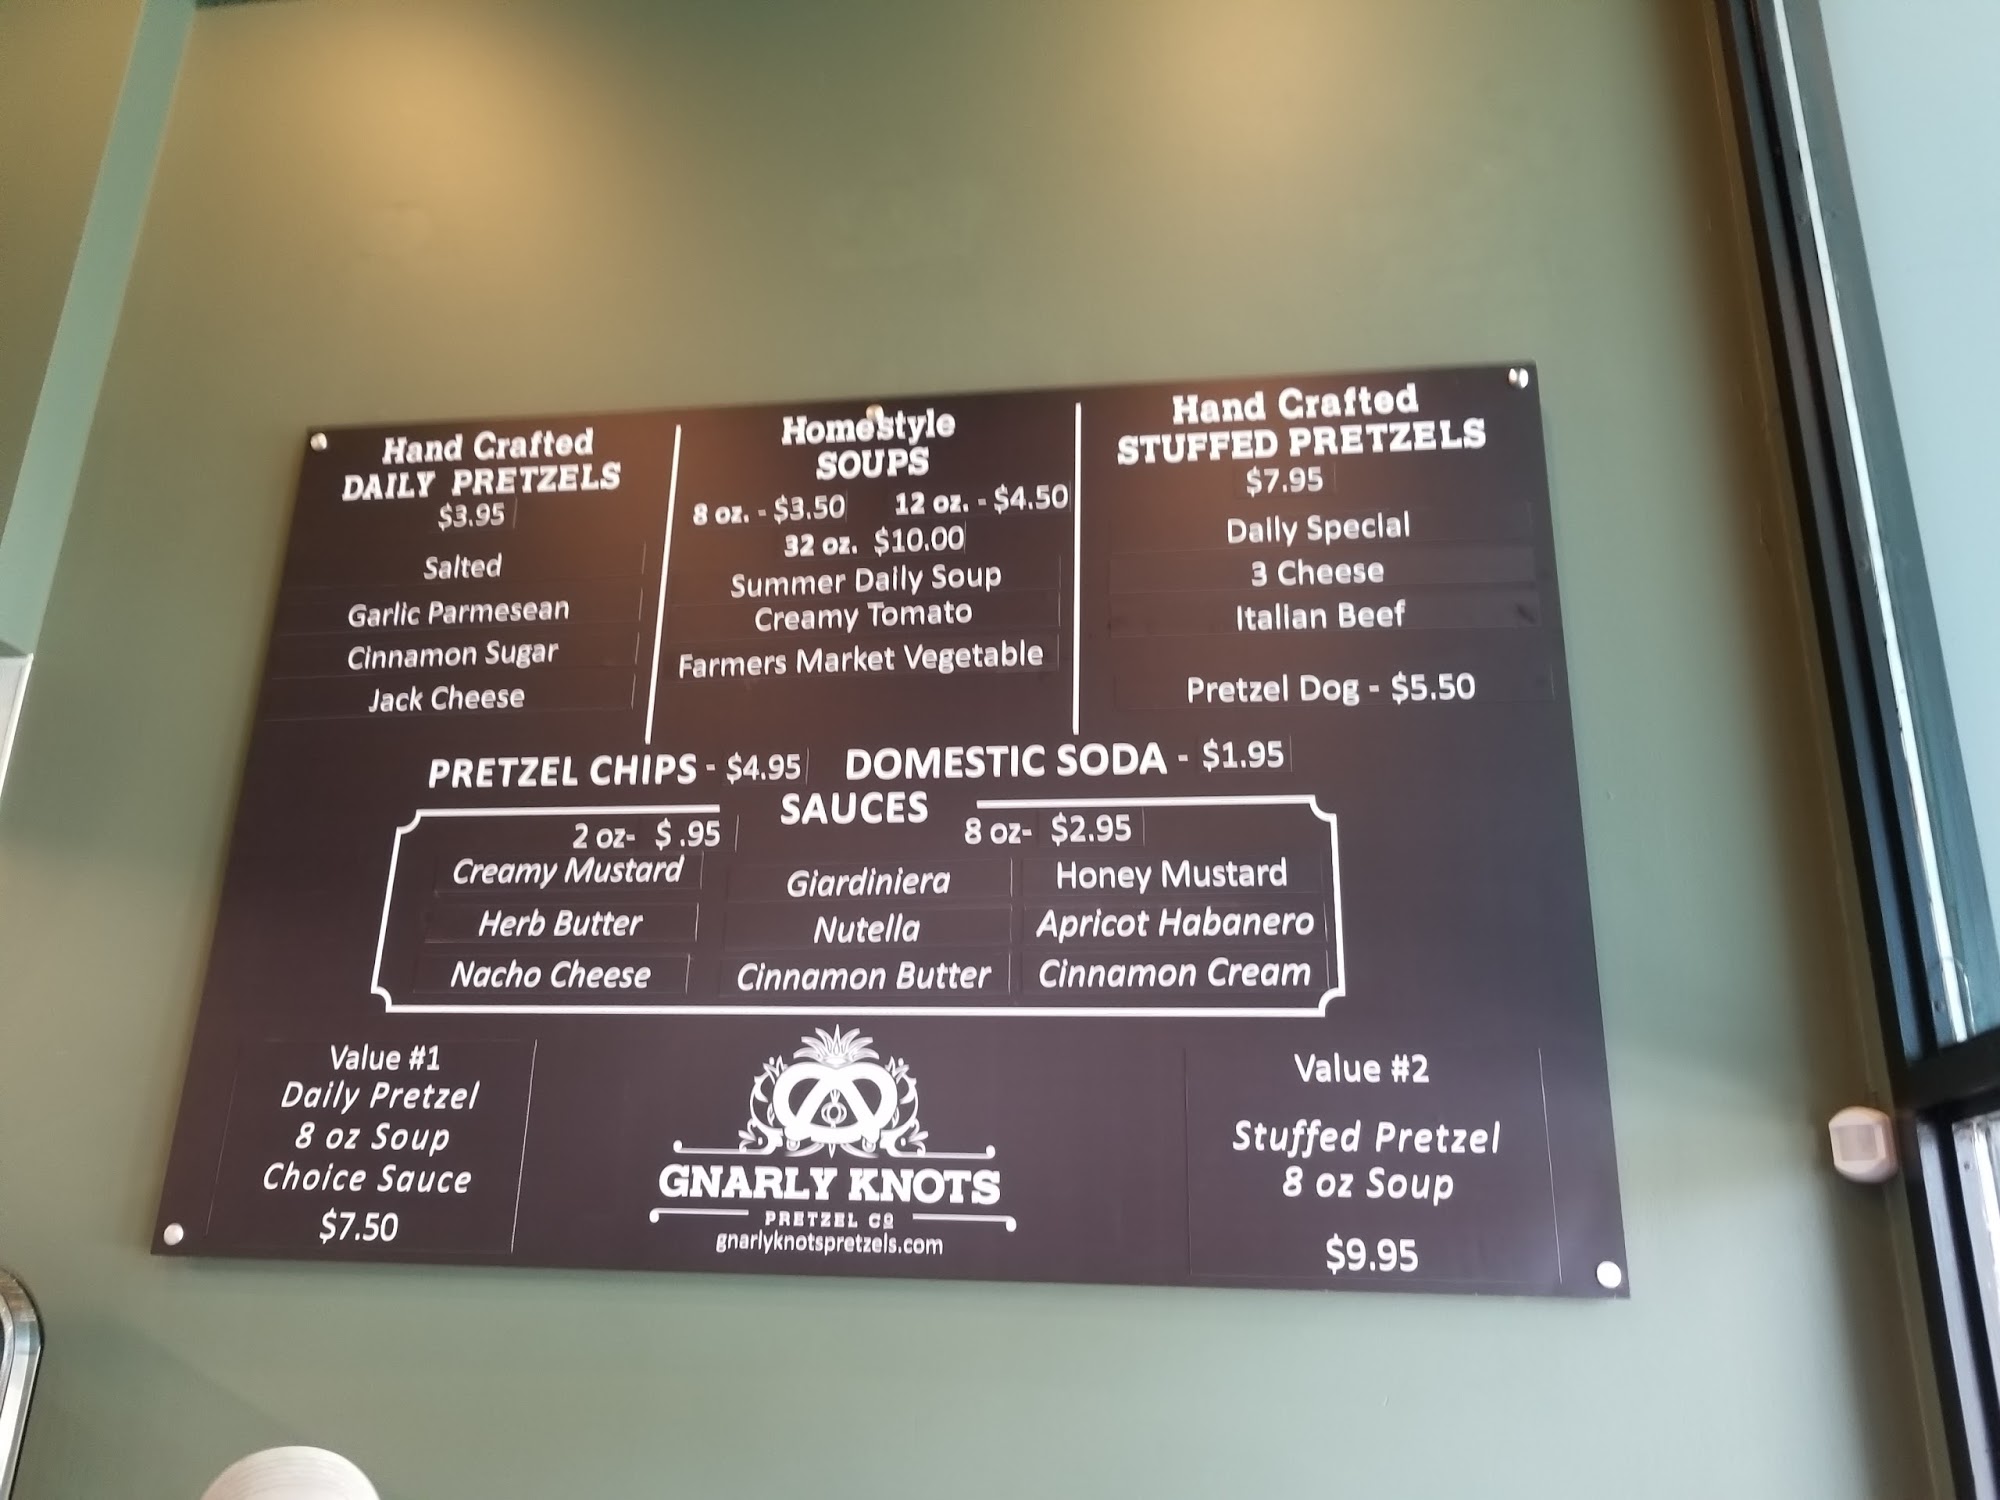 Hand Crafted
DAILY PRETZELS
$3.95
Salted
Garlic Parmesean
Cinnamon Sugar
Jack Cheese
Homestyle
SOUPS
8 oz. - $3.50 12 oz. - $4.50
32 oz. $10.00
Summer Daily Soup
Creamy Tomato
Farmers Market Vegetable
Hand Crafted
STUFFED PRETZELS
$7.95
Daily Special
3 Cheese
Italian Beef
Pretzel Dog - $5.50
PRETZEL CHIPS - $4.95 DOMESTIC SODA - $1.95
SAUCES
2 oz- $ .95 8 oz- $2.95
Creamy Mustard Giardiniera Honey Mustard
Herb Butter Nutella Apricot Habanero
Nacho Cheese Cinnamon Butter Cinnamon Cream
Value #1
Daily Pretzel
8 oz Soup
Choice Sauce
$7.50
GNARLY KNOTS
PRETZEL CO
gnarlyknotspretzels.com
Value #2
Stuffed Pretzel
8 oz Soup
$9.95